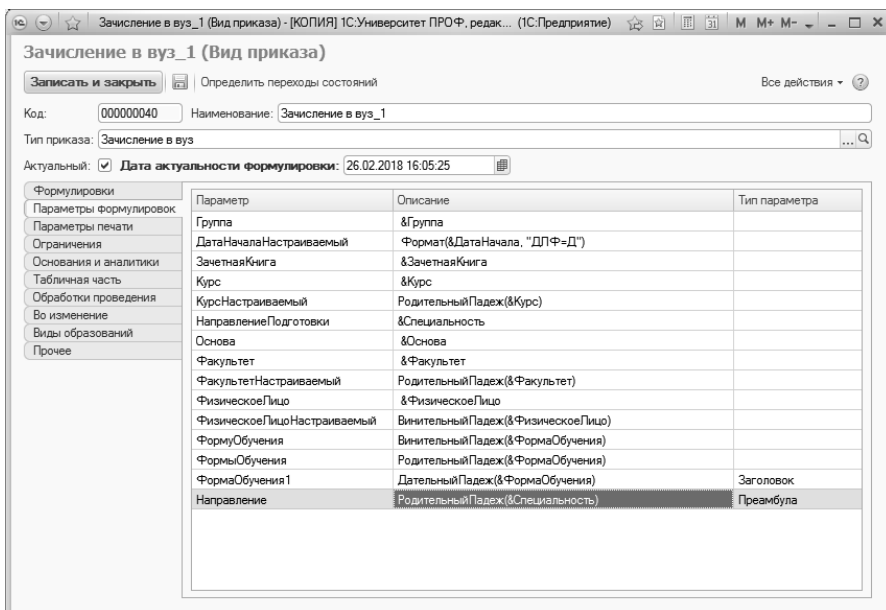 Зачисление в вуз_1 (Вид приказа) - [КОПИЯ] 1С:Университет ПРОФ, редак... (1С:Предприятие) 31 M M+ M-
Зачисление в вуз_1 (Вид приказа)
Записать и закрыть Определить переходы состояний Все действия ?
Код: 000000040 Наименование: Зачисление в вуз_1
Тип приказа: Зачисление в вуз ...
Актуальный: Дата актуальности формулировки: 26.02.2018 16:05:25
Формулировки
Параметры формулировок
Параметры печати
Ограничения
Основания и аналитики
Табличная часть
Обработки проведения
Во изменение
Виды образований
Прочее
Параметр Описание Тип параметра
Группа &Группа
ДатаНачалаНастраиваемый Формат(&ДатаНачала, "ДЛФ=Д")
ЗачетнаяКнига &ЗачетнаяКнига
Курс &Курс
КурсНастраиваемый РодительныйПадеж(&Курс)
НаправлениеПодготовки &Специальность
Основа &Основа
Факультет &Факультет
ФакультетНастраиваемый РодительныйПадеж(&Факультет)
ФизическоеЛицо &ФизическоеЛицо
ФизическоеЛицоНастраиваемый ВинительныйПадеж(&ФизическоеЛицо)
ФормуОбучения ВинительныйПадеж(&ФормаОбучения)
ФормыОбучения РодительныйПадеж(&ФормаОбучения)
ФормаОбучения1 ДательныйПадеж(&ФормаОбучения) Заголовок
Направление РодительныйПадеж(&Специальность) Преамбула